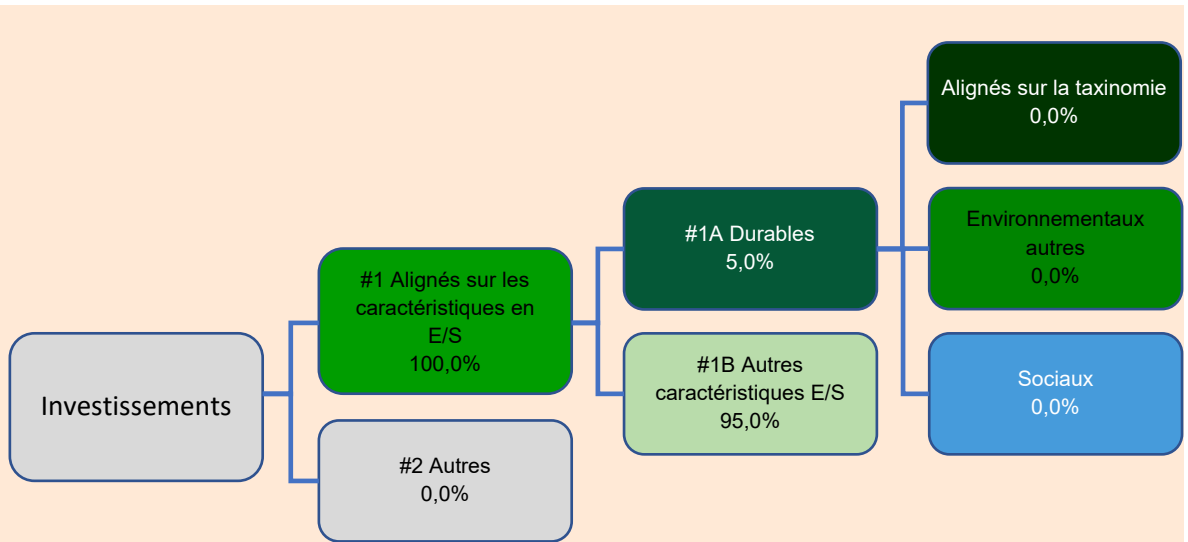 Investissements
#1 Alignés sur les
caractéristiques en
E/S
100,0%
#2 Autres
0,0%
#1A Durables
5,0%
#1B Autres
caractéristiques E/S
95,0%
Alignés sur la taxinomie
0,0%
Environnementaux
autres
0,0%
Sociaux
0,0%